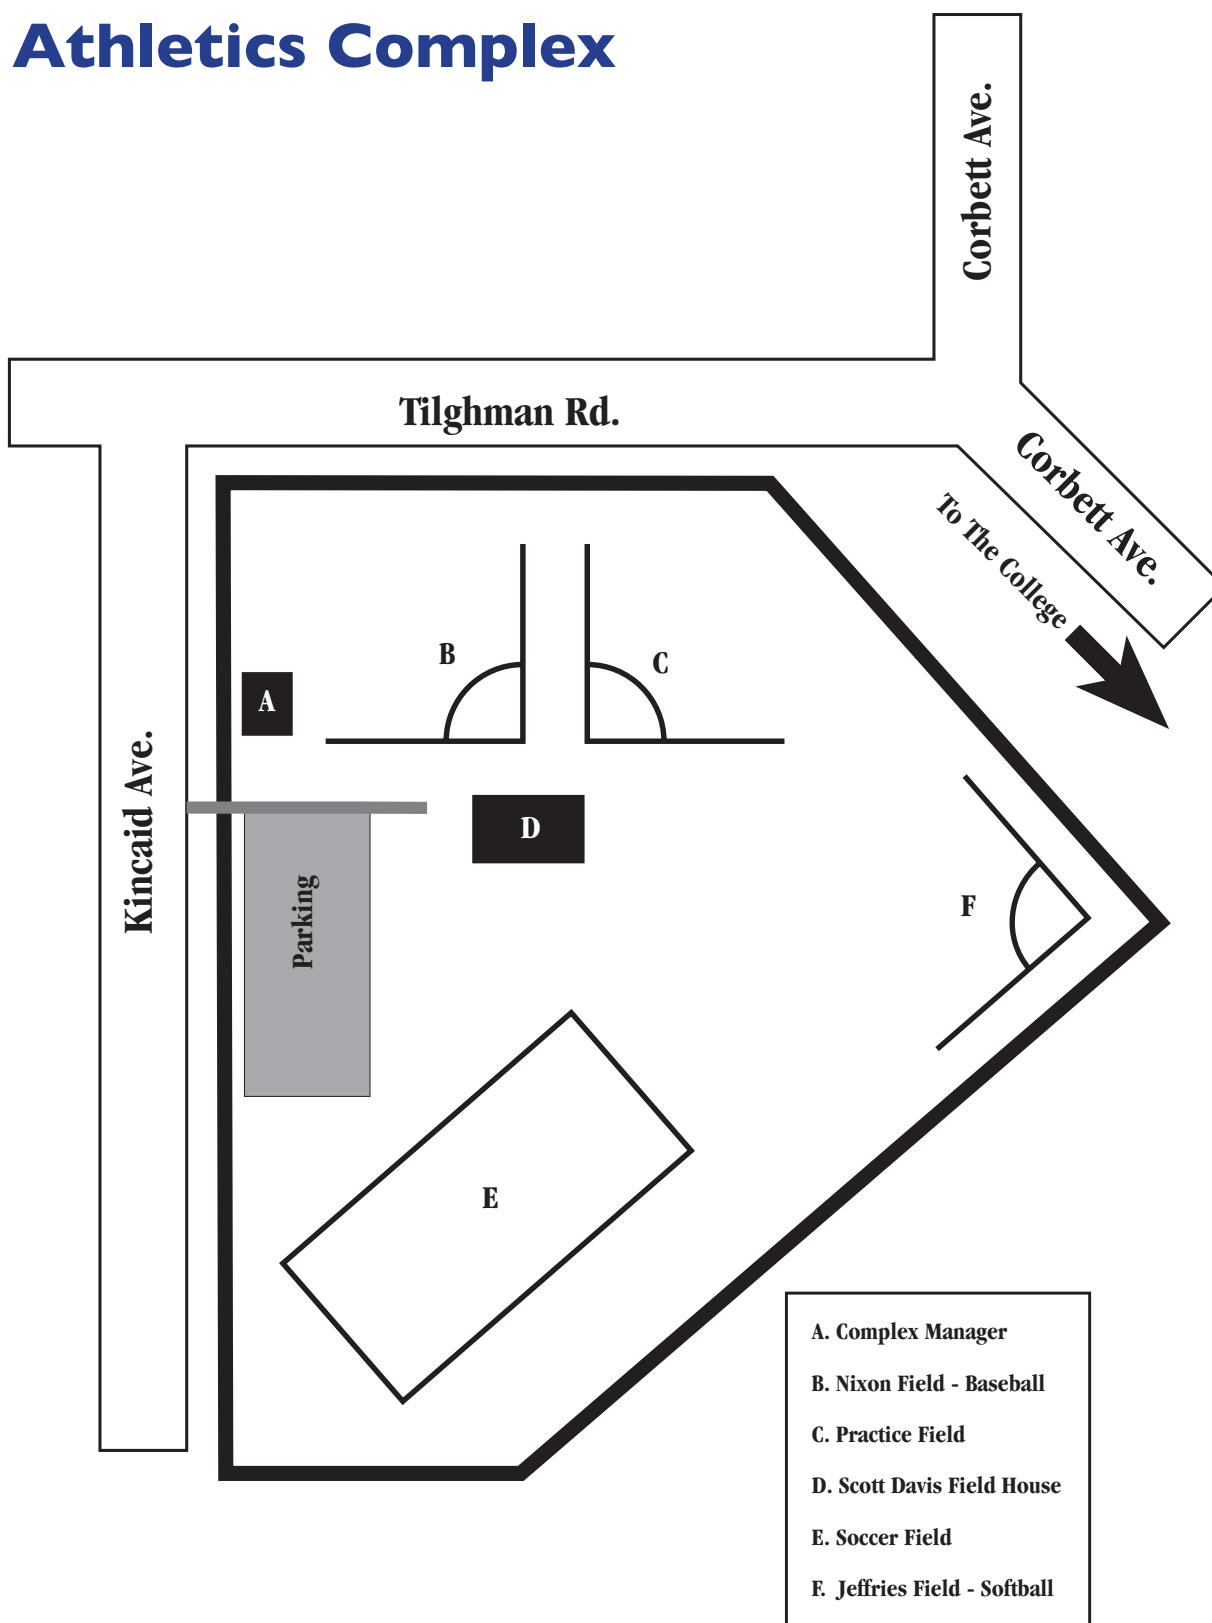 Athletics Complex
Corbett Ave.
Tilghman Rd.
Corbett Ave.
To The College
B
C
A
Kincaid Ave.
D
Parking
F
E
A. Complex Manager
B. Nixon Field - Baseball
C. Practice Field
D. Scott Davis Field House
E. Soccer Field
F. Jeffries Field - Softball